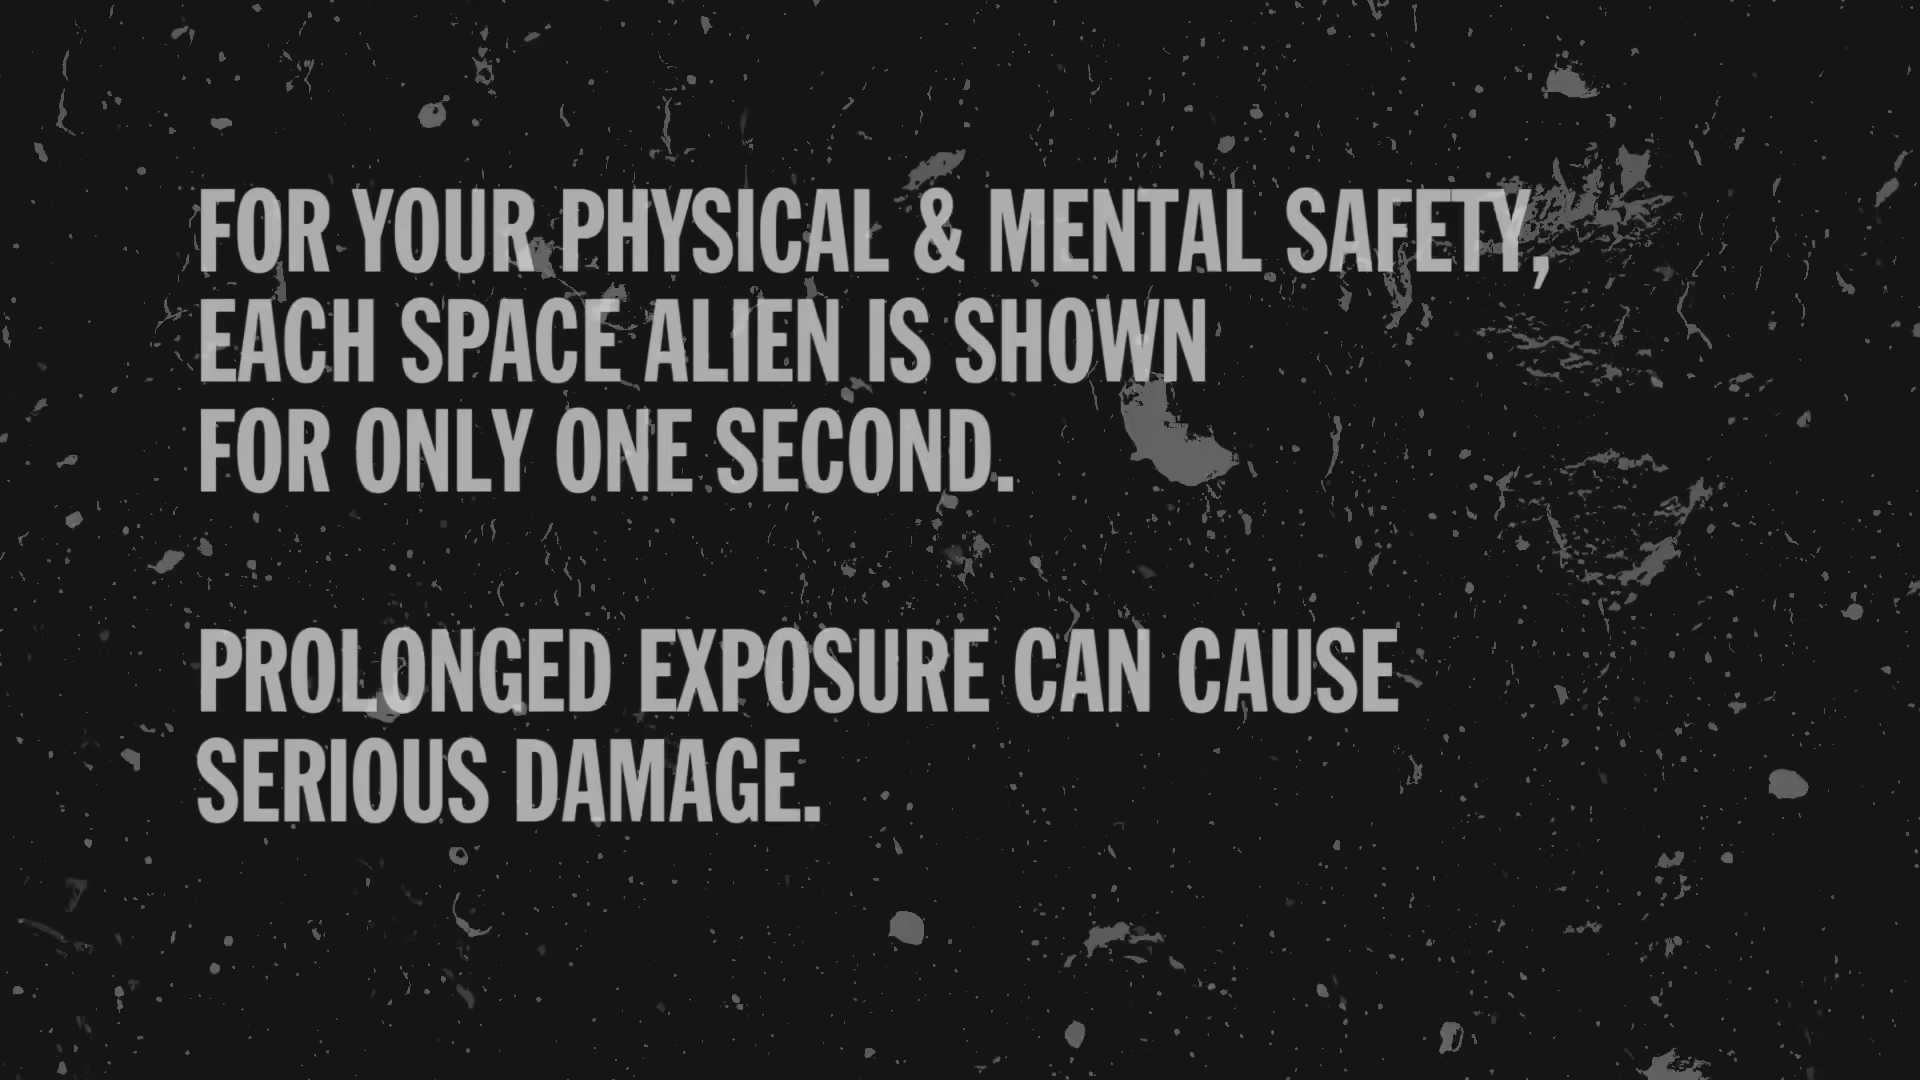 FOR YOUR PHYSICAL & MENTAL SAFETY,
EACH SPACE ALIEN IS SHOWN
FOR ONLY ONE SECOND.
PROLONGED EXPOSURE CAN CAUSE
SERIOUS DAMAGE.